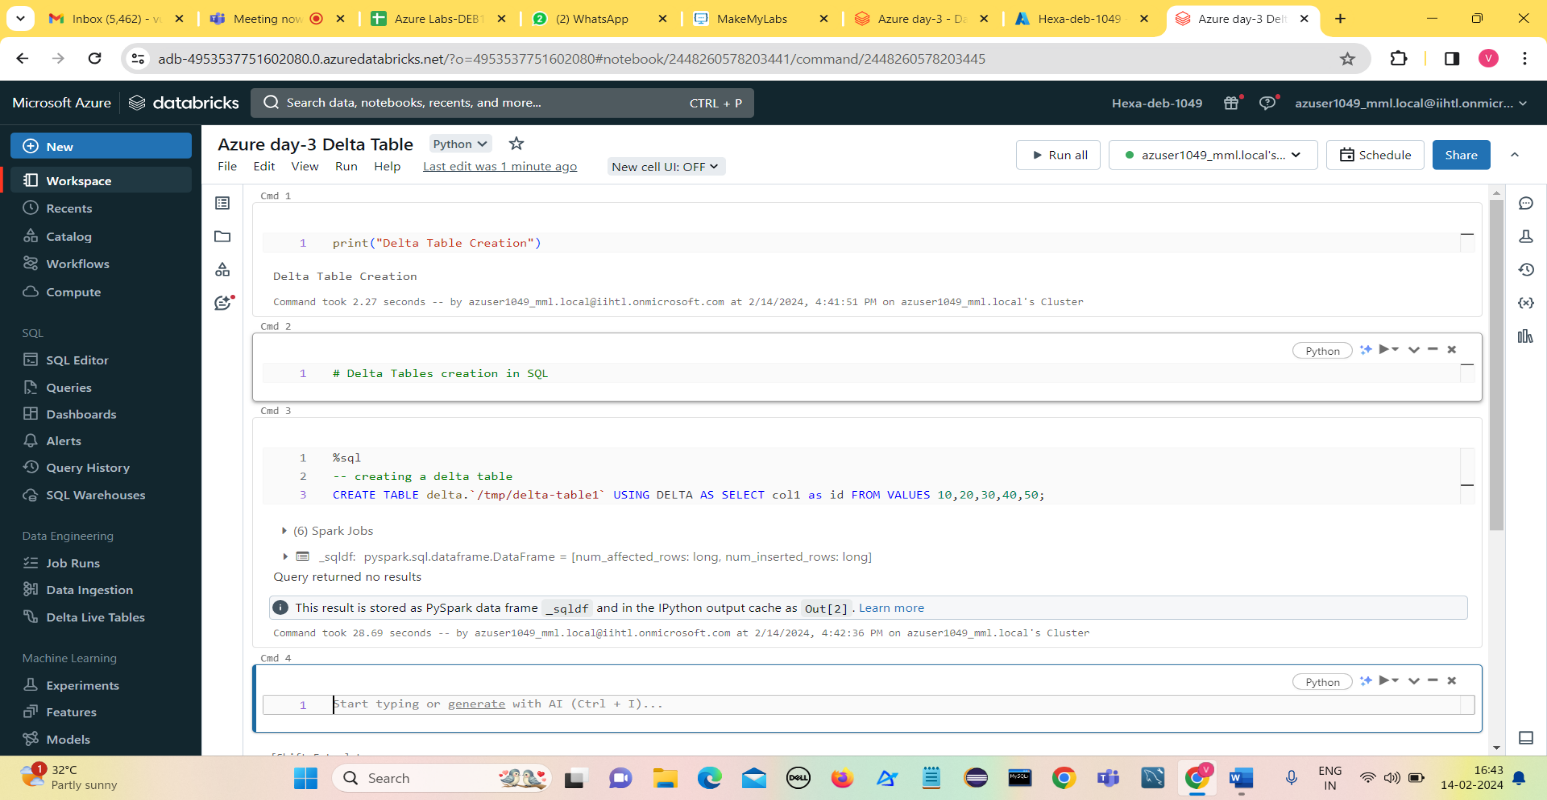 Inbox (5,462) - v
Meeting now
Azure Labs-DEB1
(2) WhatsApp
MakeMyLabs
Azure day-3 - Da
Hexa-deb-1049
Azure day-3 Delt
adb-4953537751602080.0.azuredatabricks.net/?o=4953537751602080#notebook/2448260578203441/command/2448260578203445
V
Microsoft Azure
databricks
Search data, notebooks, recents, and more...
CTRL + P
Hexa-deb-1049
azuser1049_mml.local@iihtl.onmicr...
New
Workspace
Recents
Catalog
Workflows
Compute
SQL
SQL Editor
Queries
Dashboards
Alerts
Query History
SQL Warehouses
Data Engineering
Job Runs
Data Ingestion
Delta Live Tables
Machine Learning
Experiments
Features
Models
Azure day-3 Delta Table
Python
File Edit View Run Help
Last edit was 1 minute ago
New cell UI: OFF
Run all
azuser1049_mml.local's...
Schedule
Share
Cmd 1
1 print("Delta Table Creation")
Delta Table Creation
Command took 2.27 seconds -- by azuser1049_mml.local@iihtl.onmicrosoft.com at 2/14/2024, 4:41:51 PM on azuser1049_mml.local's Cluster
Cmd 2
Python
1 # Delta Tables creation in SQL
Cmd 3
1 %sql
2 -- creating a delta table
3 CREATE TABLE delta.`/tmp/delta-table1` USING DELTA AS SELECT col1 as id FROM VALUES 10,20,30,40,50;
(6) Spark Jobs
_sqldf: pyspark.sql.dataframe.DataFrame = [num_affected_rows: long, num_inserted_rows: long]
Query returned no results
This result is stored as PySpark data frame _sqldf and in the IPython output cache as Out[2]. Learn more
Command took 28.69 seconds -- by azuser1049_mml.local@iihtl.onmicrosoft.com at 2/14/2024, 4:42:36 PM on azuser1049_mml.local's Cluster
Cmd 4
Python
1 Start typing or generate with AI (Ctrl + I)...
1
32°C
Partly sunny
Search
DELL
MySQL
V
ENG
IN
16:43
14-02-2024